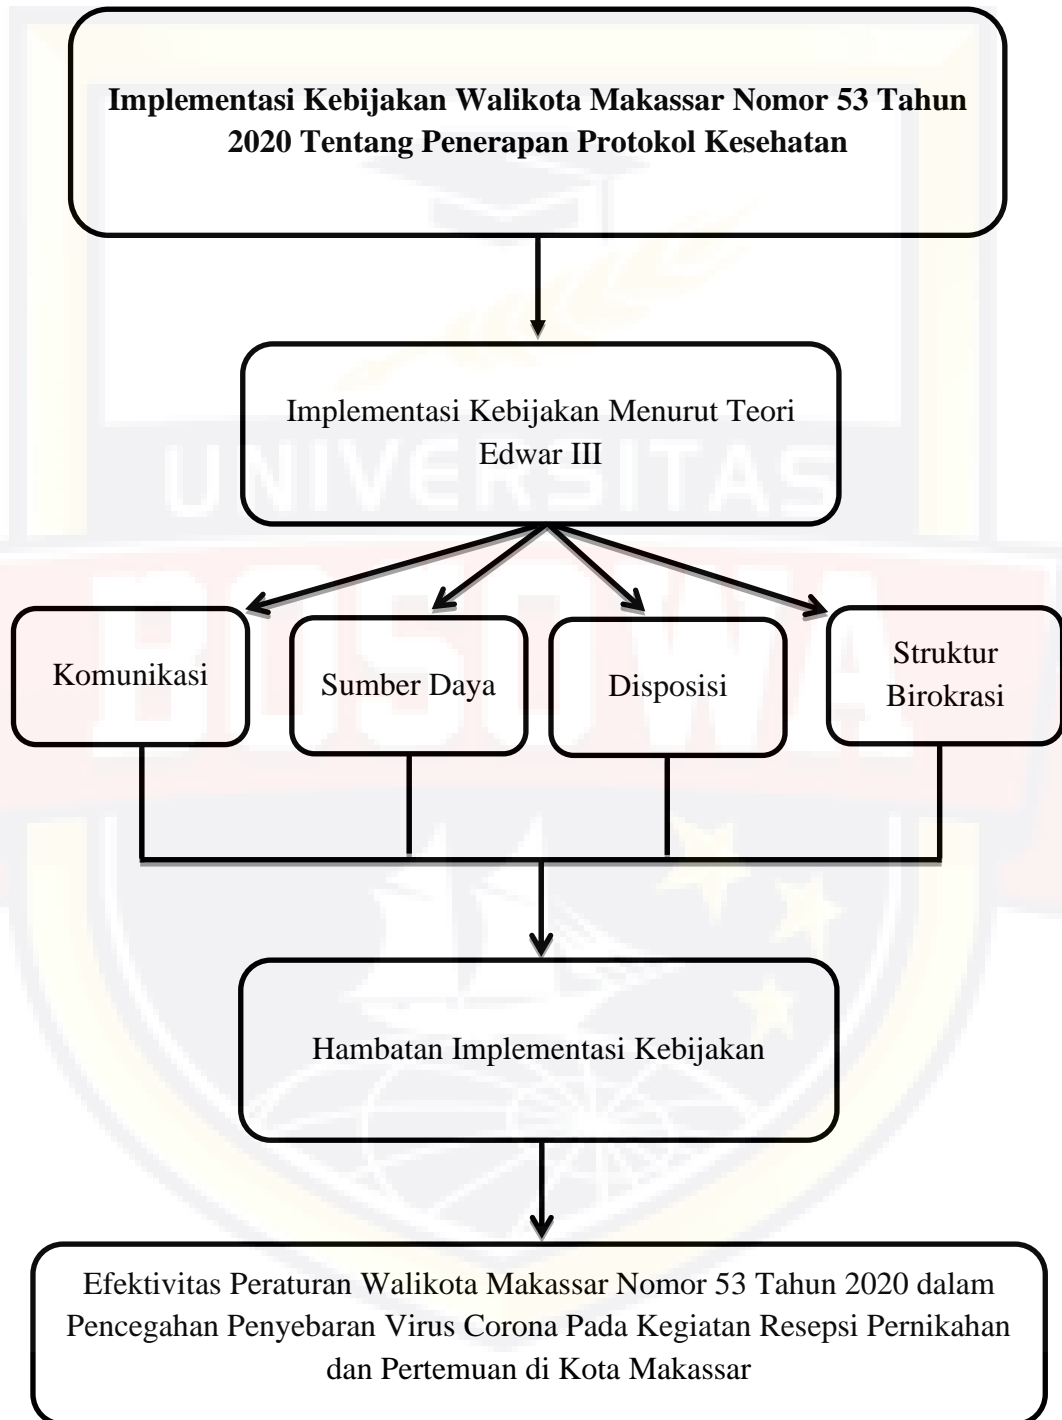 Implementasi Kebijakan Walikota Makassar Nomor 53 Tahun
2020 Tentang Penerapan Protokol Kesehatan
Implementasi Kebijakan Menurut Teori
Edwar III
UNIVERSITAS
BOSOWA
Komunikasi
Sumber Daya
Disposisi
Struktur
Birokrasi
Hambatan Implementasi Kebijakan
Efektivitas Peraturan Walikota Makassar Nomor 53 Tahun 2020 dalam
Pencegahan Penyebaran Virus Corona Pada Kegiatan Resepsi Pernikahan
dan Pertemuan di Kota Makassar